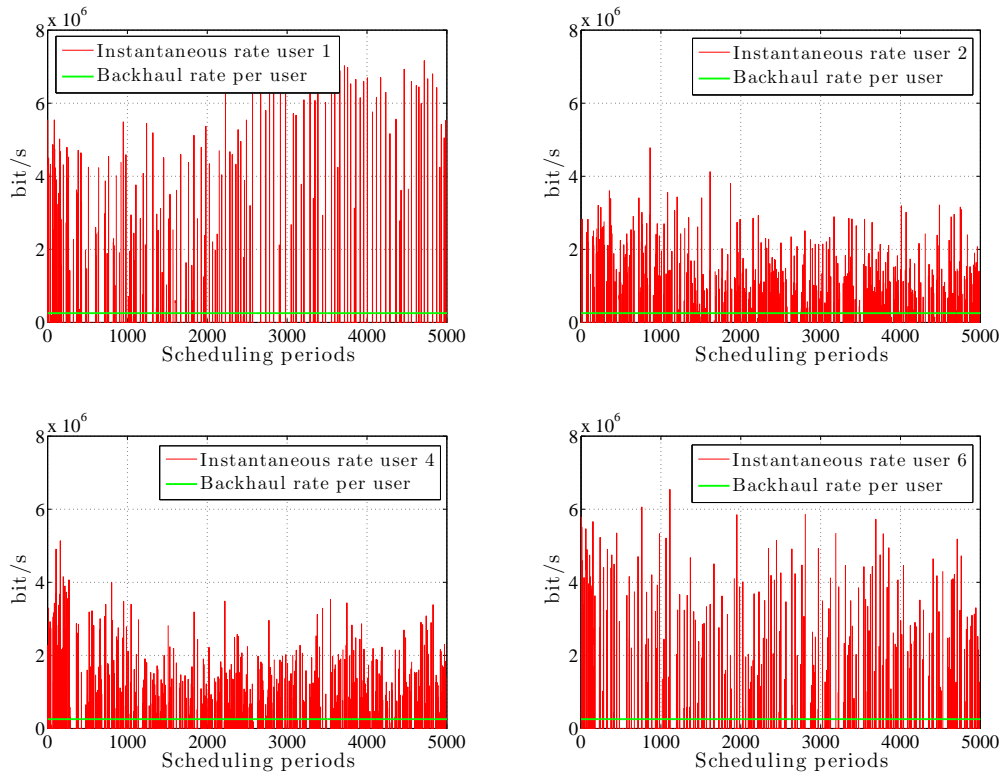 x 10^6
8
6
4
2
0
bit/s
Instantaneous rate user 1
Backhaul rate per user
0 1000 2000 3000 4000 5000
Scheduling periods
x 10^6
8
6
4
2
0
bit/s
Instantaneous rate user 2
Backhaul rate per user
0 1000 2000 3000 4000 5000
Scheduling periods
x 10^6
8
6
4
2
0
bit/s
Instantaneous rate user 4
Backhaul rate per user
0 1000 2000 3000 4000 5000
Scheduling periods
x 10^6
8
6
4
2
0
bit/s
Instantaneous rate user 6
Backhaul rate per user
0 1000 2000 3000 4000 5000
Scheduling periods